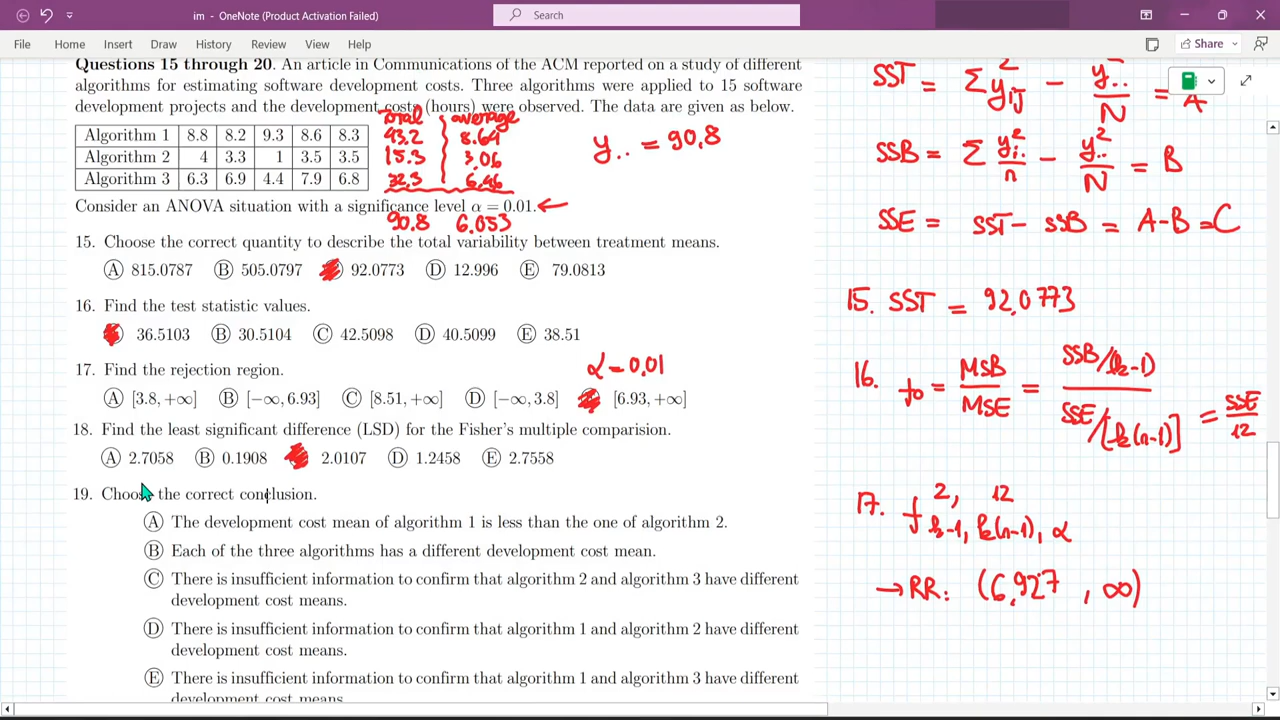 im - OneNote (Product Activation Failed)
Search
File Home Insert Draw History Review View Help
Share
Questions 15 through 20. An article in Communications of the ACM reported on a study of different
algorithms for estimating software development costs. Three algorithms were applied to 15 software
development projects and the development costs (hours) were observed. The data are given as below.
total average
Algorithm 1 8.8 8.2 9.3 8.6 8.3 43.2 8.64
Algorithm 2 4 3.3 1 3.5 3.5 15.3 3.06
Algorithm 3 6.3 6.9 4.4 7.9 6.8 32.3 6.46
y.. = 90,8
Consider an ANOVA situation with a significance level α = 0.01.
90.8 6.053
15. Choose the correct quantity to describe the total variability between treatment means.
Ⓐ 815.0787 Ⓑ 505.0797 92.0773 Ⓓ 12.996 Ⓔ 79.0813
16. Find the test statistic values.
36.5103 Ⓑ 30.5104 Ⓒ 42.5098 Ⓓ 40.5099 Ⓔ 38.51
17. Find the rejection region.
α = 0,01
Ⓐ [3.8, +∞] Ⓑ [−∞, 6.93] Ⓒ [8.51, +∞] Ⓓ [−∞, 3.8] [6.93, +∞]
18. Find the least significant difference (LSD) for the Fisher's multiple comparision.
Ⓐ 2.7058 Ⓑ 0.1908 2.0107 Ⓓ 1.2458 Ⓔ 2.7558
19. Choose the correct conclusion.
Ⓐ The development cost mean of algorithm 1 is less than the one of algorithm 2.
Ⓑ Each of the three algorithms has a different development cost mean.
Ⓒ There is insufficient information to confirm that algorithm 2 and algorithm 3 have different
development cost means.
Ⓓ There is insufficient information to confirm that algorithm 1 and algorithm 2 have different
development cost means.
Ⓔ There is insufficient information to confirm that algorithm 1 and algorithm 3 have different
development cost means.
SST = Σ y²ij − y²../N = A
SSB = Σ y²i./n − y²../N = B
SSE = SST − SSB = A-B = C
15. SST = 92,0773
16. f0 = MSB/MSE = SSB/(k-1) / SSE/[k(n-1)] = SSE/12
17. f 2, 12
k-1, k(n-1), α
→ RR: (6,927, ∞)